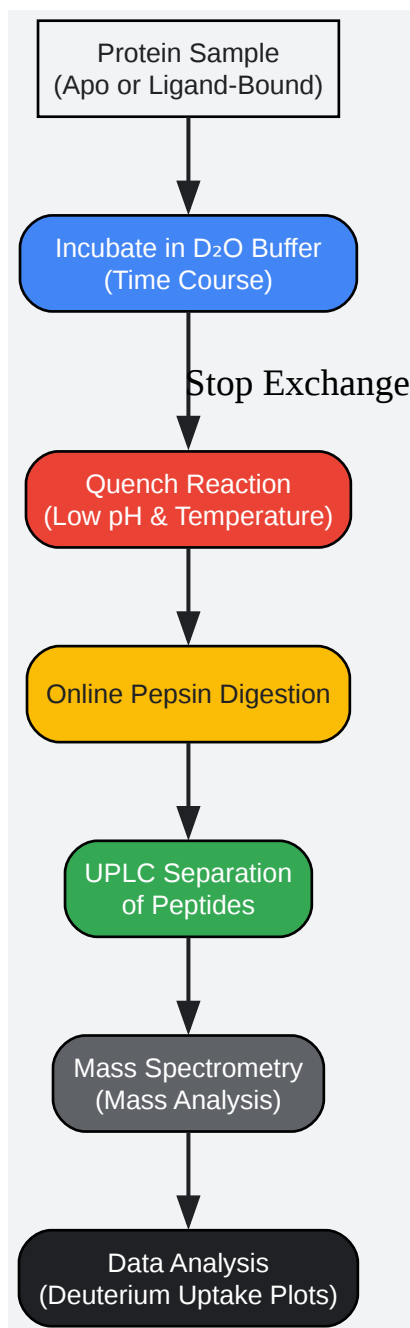 Protein Sample
(Apo or Ligand-Bound)
Incubate in D₂O Buffer
(Time Course)
Stop Exchange
Quench Reaction
(Low pH & Temperature)
Online Pepsin Digestion
UPLC Separation
of Peptides
Mass Spectrometry
(Mass Analysis)
Data Analysis
(Deuterium Uptake Plots)